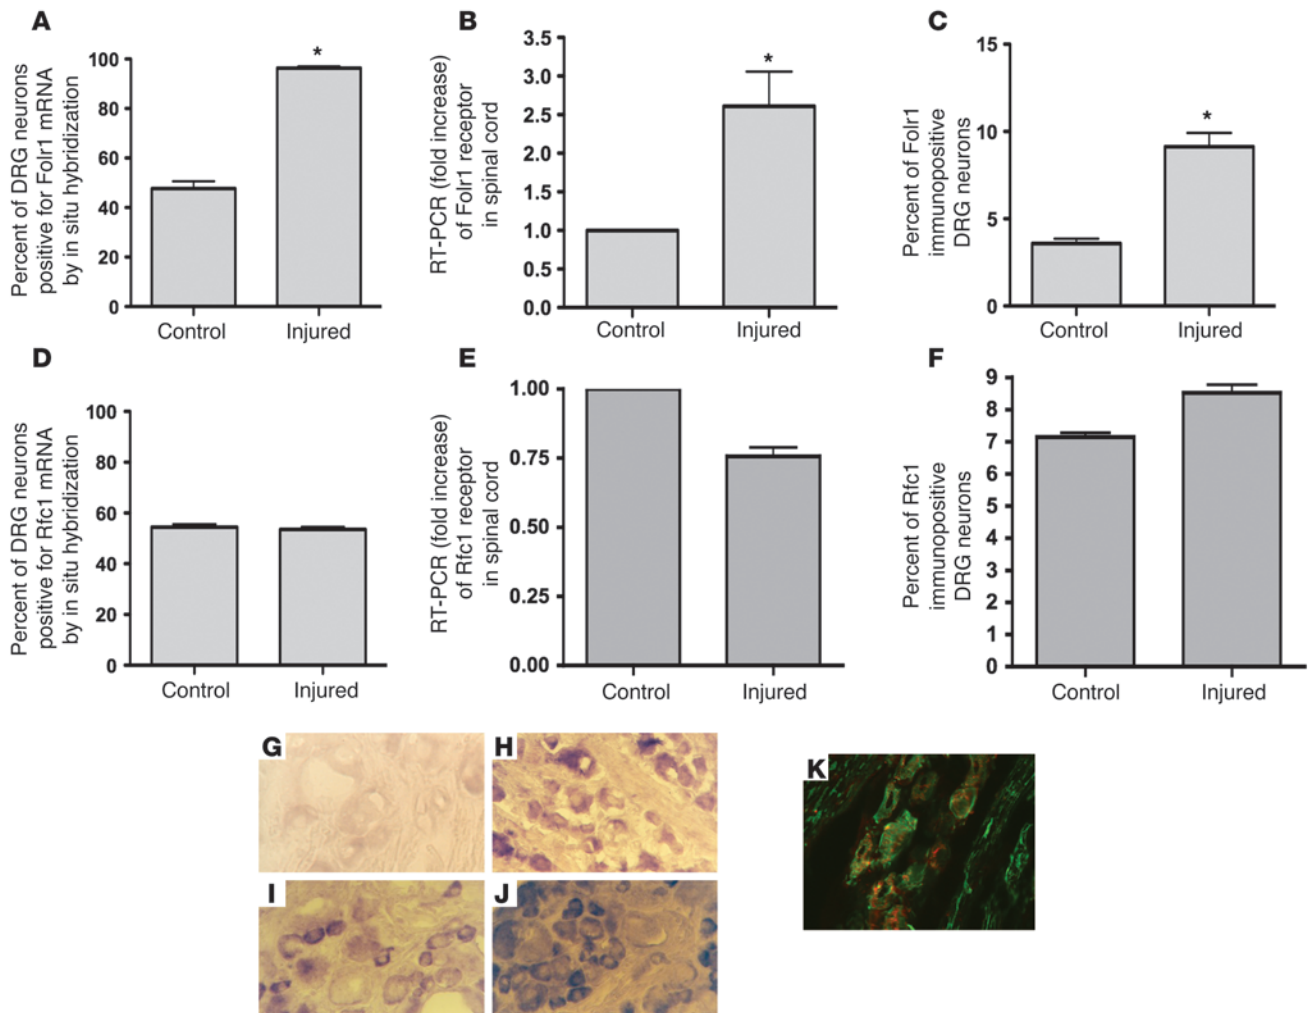 A
Percent of DRG neurons
positive for Folr1 mRNA
by in situ hybridization
100
80
60
40
20
0
*
Control
Injured
B
RT-PCR (fold increase)
of Folr1 receptor
in spinal cord
3.5
3.0
2.5
2.0
1.5
1.0
0.5
0.0
*
Control
Injured
C
Percent of Folr1
immunopositive
DRG neurons
15
10
5
0
*
Control
Injured
D
Percent of DRG neurons
positive for Rfc1 mRNA
by in situ hybridization
100
80
60
40
20
0
Control
Injured
E
RT-PCR (fold increase)
of Rfc1 receptor
in spinal cord
1.00
0.75
0.50
0.25
0.00
Control
Injured
F
Percent of Rfc1
immunopositive
DRG neurons
9
8
7
6
5
4
3
2
1
0
Control
Injured
G
H
I
J
K